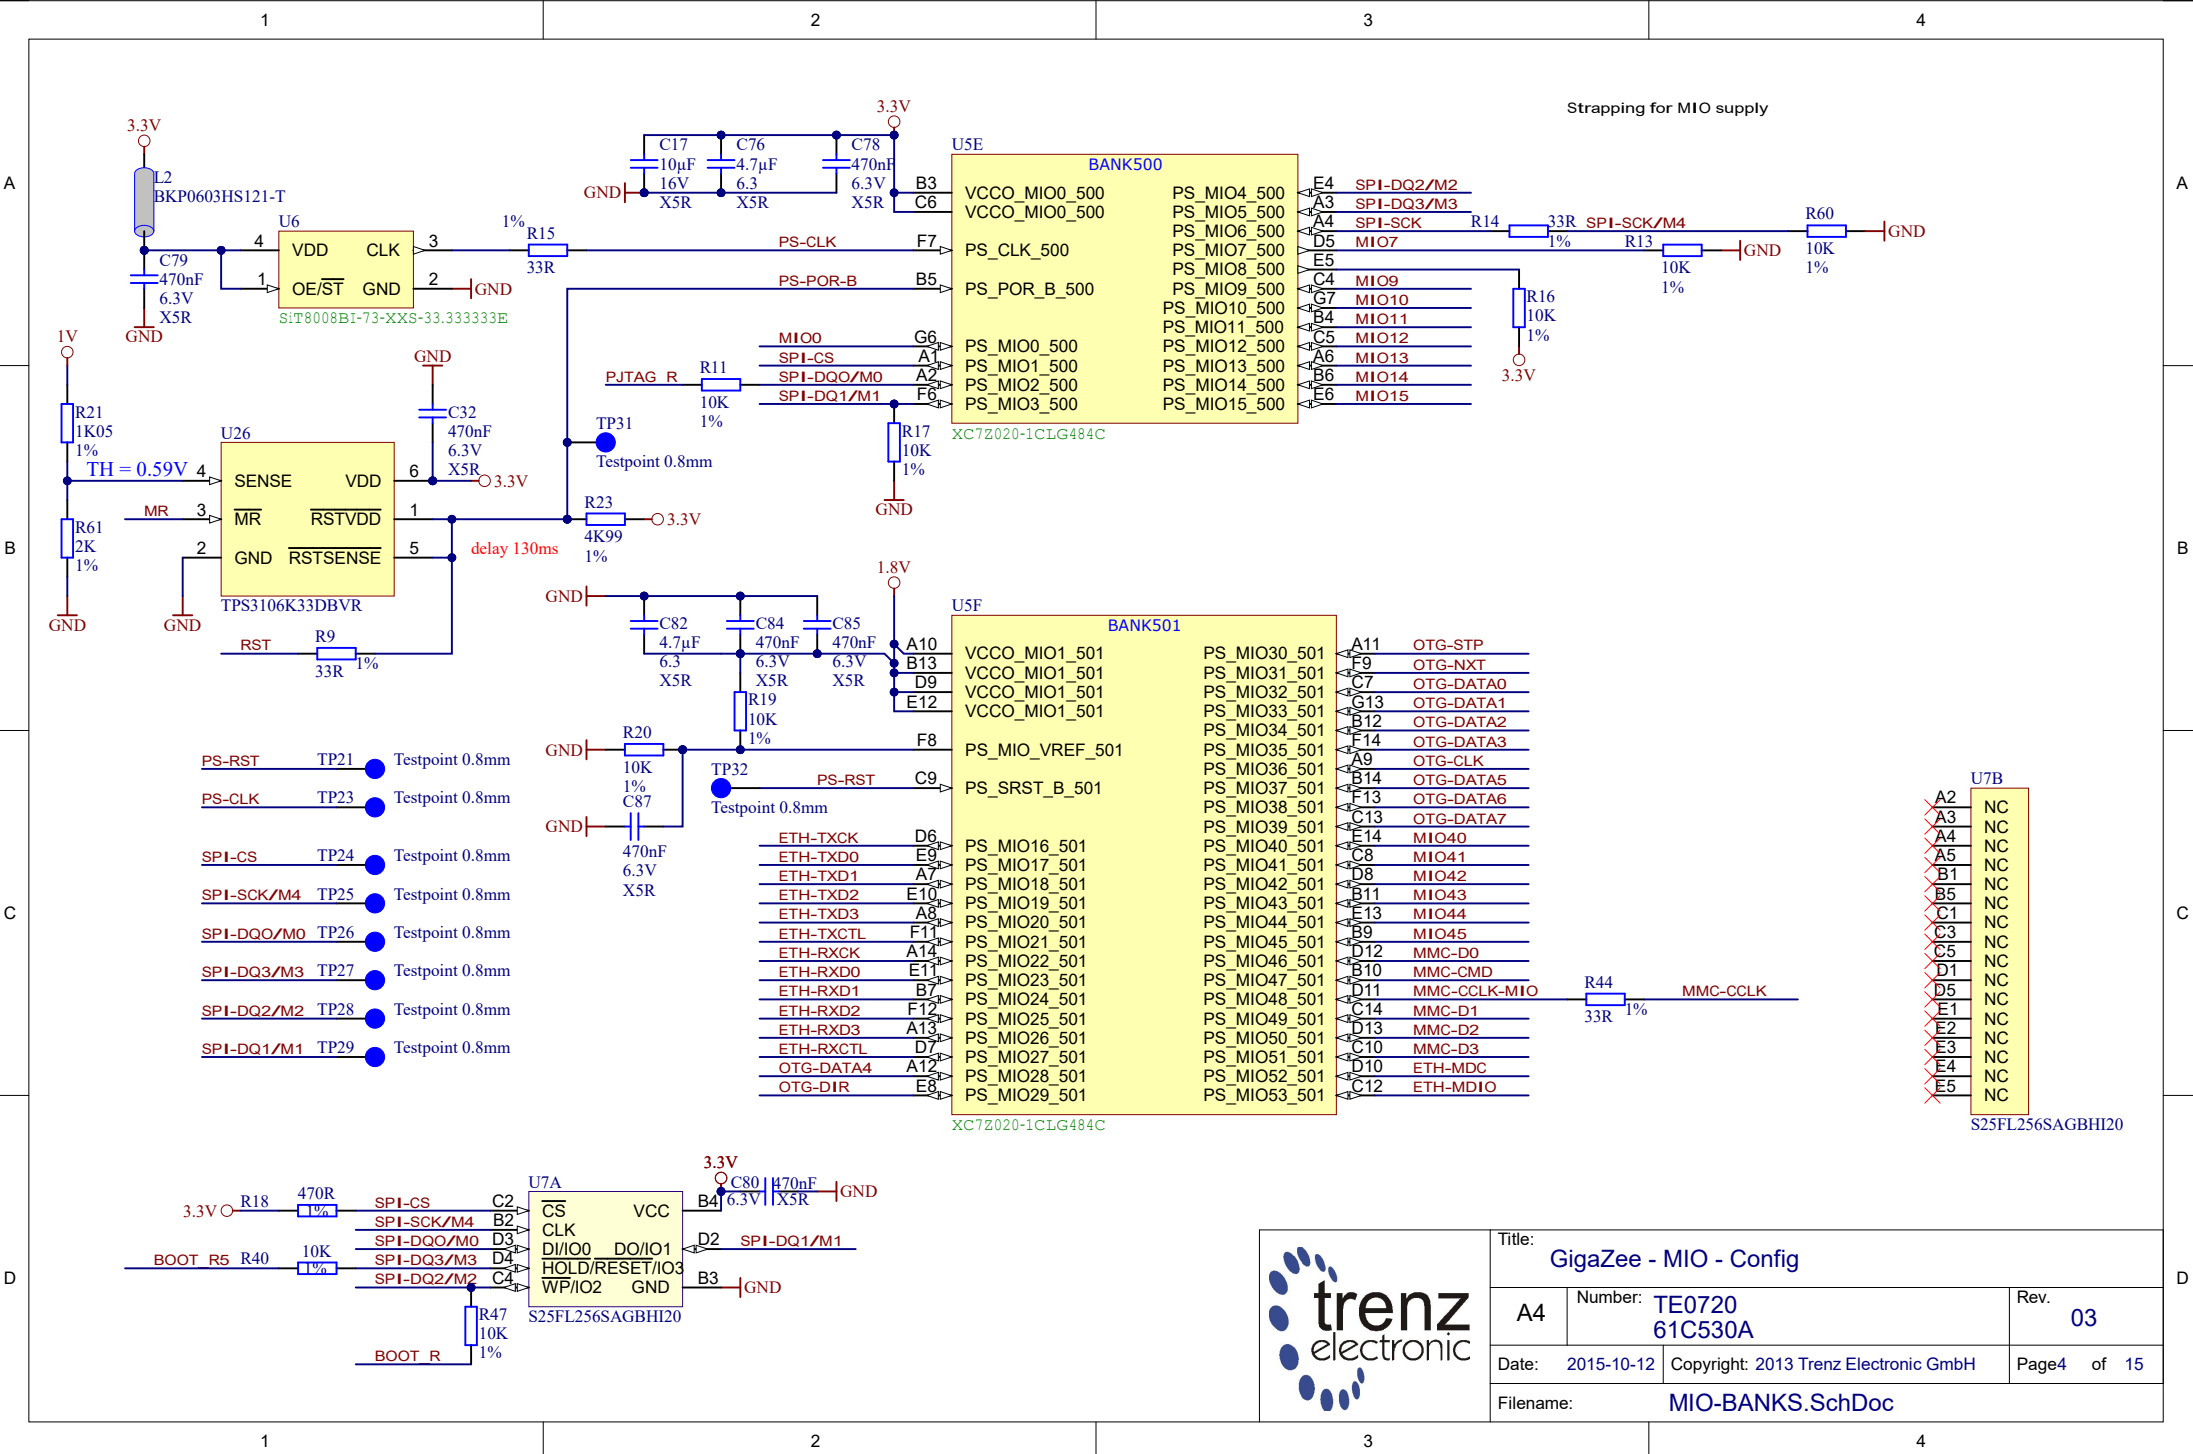 1 2 3 4
A
B
C
D
Strapping for MIO supply
3.3V
L2
BKP0603HS121-T
U6
4 VDD CLK 3
1 OE/ST GND 2 GND
SiT8008BI-73-XXS-33.333333E
C79
470nF
6.3V
X5R
GND
1%
R15
33R
PS-CLK
PS-POR-B
3.3V
C17
10µF
16V
X5R
C76
4.7µF
6.3
X5R
C78
470nF
6.3V
X5R
GND
U5E
BANK500
B3 VCCO_MIO0_500
C6 VCCO_MIO0_500
F7 PS_CLK_500
B5 PS_POR_B_500
MIO0 G6 PS_MIO0_500
SPI-CS A1 PS_MIO1_500
SPI-DQO/M0 A2 PS_MIO2_500
SPI-DQ1/M1 F6 PS_MIO3_500
PS_MIO4_500 E4 SPI-DQ2/M2
PS_MIO5_500 A3 SPI-DQ3/M3
PS_MIO6_500 A4 SPI-SCK
PS_MIO7_500 D5 MIO7
PS_MIO8_500 E5
PS_MIO9_500 C4 MIO9
PS_MIO10_500 G7 MIO10
PS_MIO11_500 B4 MIO11
PS_MIO12_500 C5 MIO12
PS_MIO13_500 A6 MIO13
PS_MIO14_500 B6 MIO14
PS_MIO15_500 E6 MIO15
XC7Z020-1CLG484C
R14 33R SPI-SCK/M4
1%
R60
10K
1%
GND
R13
10K
1%
GND
R16
10K
1%
3.3V
PJTAG_R
R11
10K
1%
R17
10K
1%
GND
TP31
Testpoint 0.8mm
1V
R21
1K05
1%
TH = 0.59V
R61
2K
1%
GND
MR
GND
C32
470nF
6.3V
X5R
3.3V
U26
4 SENSE VDD 6
3 MR RSTVDD 1
2 GND RSTSENSE 5
TPS3106K33DBVR
GND
delay 130ms
R23
4K99
1%
3.3V
RST
R9
33R
1%
1.8V
GND
C82
4.7µF
6.3
X5R
C84
470nF
6.3V
X5R
C85
470nF
6.3V
X5R
R19
10K
1%
GND
R20
10K
1%
C87
GND
470nF
6.3V
X5R
TP32
Testpoint 0.8mm
PS-RST
U5F
BANK501
A10 VCCO_MIO1_501
B13 VCCO_MIO1_501
D9 VCCO_MIO1_501
E12 VCCO_MIO1_501
F8 PS_MIO_VREF_501
C9 PS_SRST_B_501
ETH-TXCK D6 PS_MIO16_501
ETH-TXD0 E9 PS_MIO17_501
ETH-TXD1 A7 PS_MIO18_501
ETH-TXD2 E10 PS_MIO19_501
ETH-TXD3 A8 PS_MIO20_501
ETH-TXCTL F11 PS_MIO21_501
ETH-RXCK A14 PS_MIO22_501
ETH-RXD0 E11 PS_MIO23_501
ETH-RXD1 B7 PS_MIO24_501
ETH-RXD2 F12 PS_MIO25_501
ETH-RXD3 A13 PS_MIO26_501
ETH-RXCTL D7 PS_MIO27_501
OTG-DATA4 A12 PS_MIO28_501
OTG-DIR E8 PS_MIO29_501
PS_MIO30_501 A11 OTG-STP
PS_MIO31_501 F9 OTG-NXT
PS_MIO32_501 C7 OTG-DATA0
PS_MIO33_501 G13 OTG-DATA1
PS_MIO34_501 B12 OTG-DATA2
PS_MIO35_501 F14 OTG-DATA3
PS_MIO36_501 A9 OTG-CLK
PS_MIO37_501 B14 OTG-DATA5
PS_MIO38_501 F13 OTG-DATA6
PS_MIO39_501 C13 OTG-DATA7
PS_MIO40_501 E14 MIO40
PS_MIO41_501 C8 MIO41
PS_MIO42_501 D8 MIO42
PS_MIO43_501 B11 MIO43
PS_MIO44_501 E13 MIO44
PS_MIO45_501 B9 MIO45
PS_MIO46_501 D12 MMC-D0
PS_MIO47_501 B10 MMC-CMD
PS_MIO48_501 D11 MMC-CCLK-MIO
PS_MIO49_501 C14 MMC-D1
PS_MIO50_501 D13 MMC-D2
PS_MIO51_501 C10 MMC-D3
PS_MIO52_501 D10 ETH-MDC
PS_MIO53_501 C12 ETH-MDIO
XC7Z020-1CLG484C
R44
33R
1%
MMC-CCLK
PS-RST TP21 Testpoint 0.8mm
PS-CLK TP23 Testpoint 0.8mm
SPI-CS TP24 Testpoint 0.8mm
SPI-SCK/M4 TP25 Testpoint 0.8mm
SPI-DQO/M0 TP26 Testpoint 0.8mm
SPI-DQ3/M3 TP27 Testpoint 0.8mm
SPI-DQ2/M2 TP28 Testpoint 0.8mm
SPI-DQ1/M1 TP29 Testpoint 0.8mm
U7B
A2 NC
A3 NC
A4 NC
A5 NC
B1 NC
B5 NC
C1 NC
C3 NC
C5 NC
D1 NC
D5 NC
E1 NC
E2 NC
E3 NC
E4 NC
E5 NC
S25FL256SAGBHI20
3.3V R18 470R 1% SPI-CS C2
SPI-SCK/M4 B2
SPI-DQO/M0 D3
BOOT_R5 R40 10K 1% SPI-DQ3/M3 D4
SPI-DQ2/M2 C4
U7A
CS VCC B4
CLK
DI/IO0 DO/IO1 D2 SPI-DQ1/M1
HOLD/RESET/IO3
WP/IO2 GND B3 GND
S25FL256SAGBHI20
3.3V
C80 470nF
6.3V X5R
GND
R47
10K
1%
BOOT_R
trenz
electronic
Title:
GigaZee - MIO - Config
A4
Number: TE0720
61C530A
Rev.
03
Date: 2015-10-12 Copyright: 2013 Trenz Electronic GmbH Page4 of 15
Filename: MIO-BANKS.SchDoc
A
B
C
D
1 2 3 4